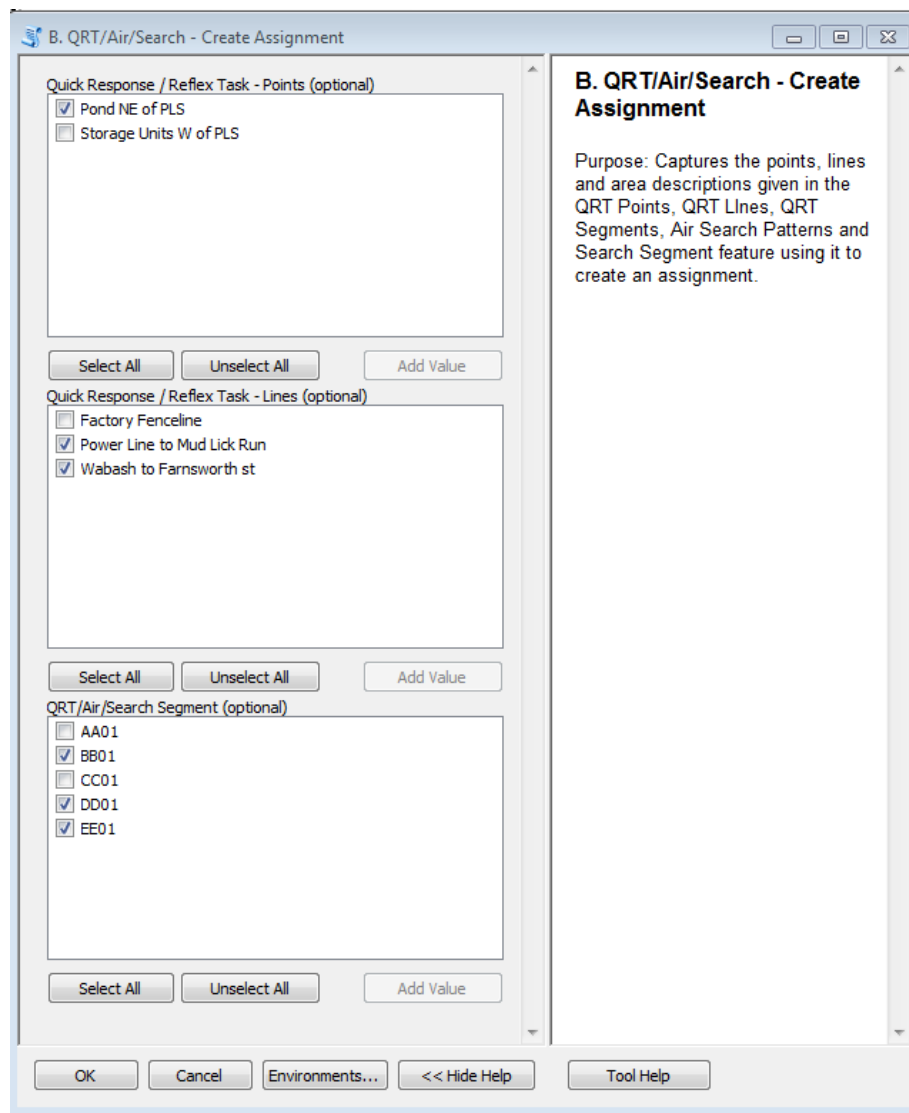 B. QRT/Air/Search - Create Assignment
Quick Response / Reflex Task - Points (optional)
Pond NE of PLS
Storage Units W of PLS
Select All
Unselect All
Add Value
Quick Response / Reflex Task - Lines (optional)
Factory Fenceline
Power Line to Mud Lick Run
Wabash to Farnsworth st
Select All
Unselect All
Add Value
QRT/Air/Search Segment (optional)
AA01
BB01
CC01
DD01
EE01
Select All
Unselect All
Add Value
OK
Cancel
Environments...
<< Hide Help
Tool Help
B. QRT/Air/Search - Create
Assignment
Purpose: Captures the points, lines
and area descriptions given in the
QRT Points, QRT LInes, QRT
Segments, Air Search Patterns and
Search Segment feature using it to
create an assignment.